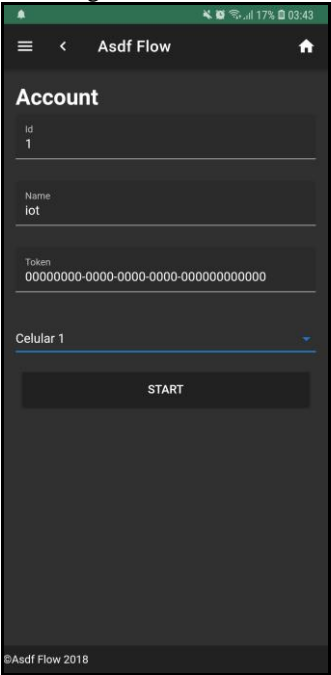 17% 03:43
Asdf Flow
Account
Id
1
Name
iot
Token
00000000-0000-0000-0000-000000000000
Celular 1
START
©Asdf Flow 2018